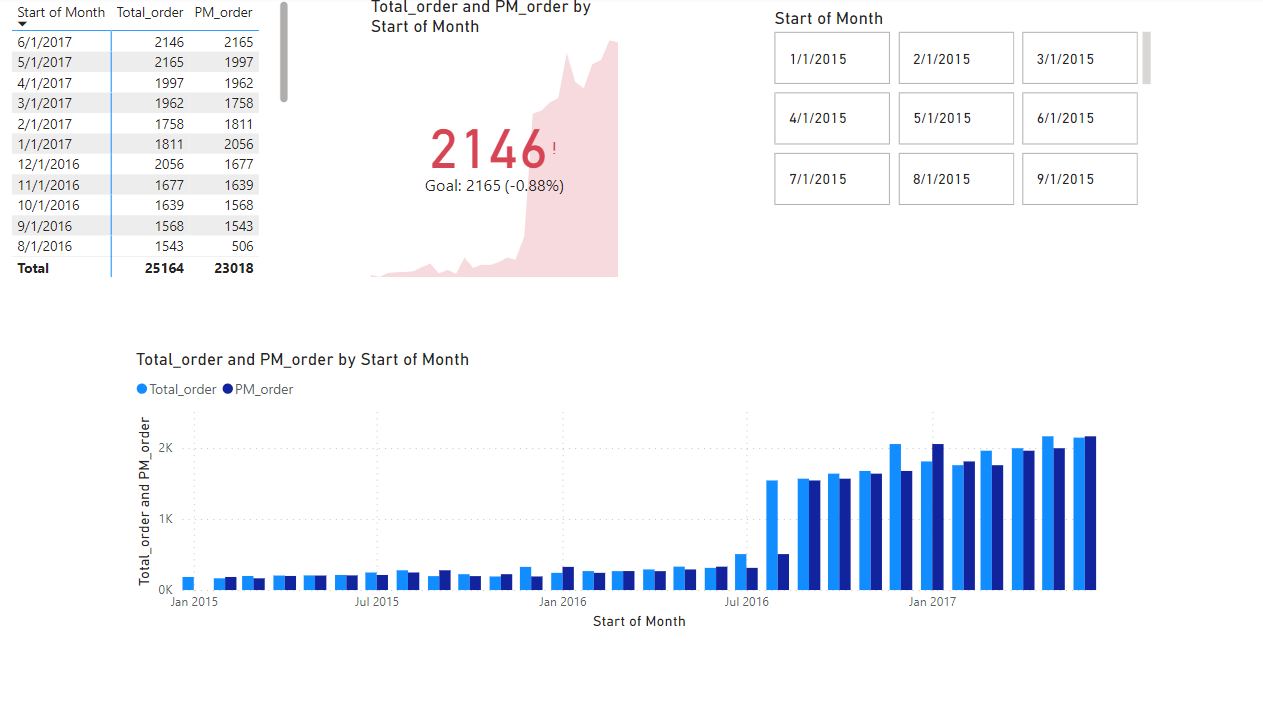 Start of Month Total_order PM_order
6/1/2017 2146 2165
5/1/2017 2165 1997
4/1/2017 1997 1962
3/1/2017 1962 1758
2/1/2017 1758 1811
1/1/2017 1811 2056
12/1/2016 2056 1677
11/1/2016 1677 1639
10/1/2016 1639 1568
9/1/2016 1568 1543
8/1/2016 1543 506
Total 25164 23018
Total_order and PM_order by
Start of Month
2146!
Goal: 2165 (-0.88%)
Start of Month
1/1/2015 2/1/2015 3/1/2015
4/1/2015 5/1/2015 6/1/2015
7/1/2015 8/1/2015 9/1/2015
Total_order and PM_order by Start of Month
Total_order PM_order
Total_order and PM_order
2K
1K
0K
Jan 2015 Jul 2015 Jan 2016 Jul 2016 Jan 2017
Start of Month